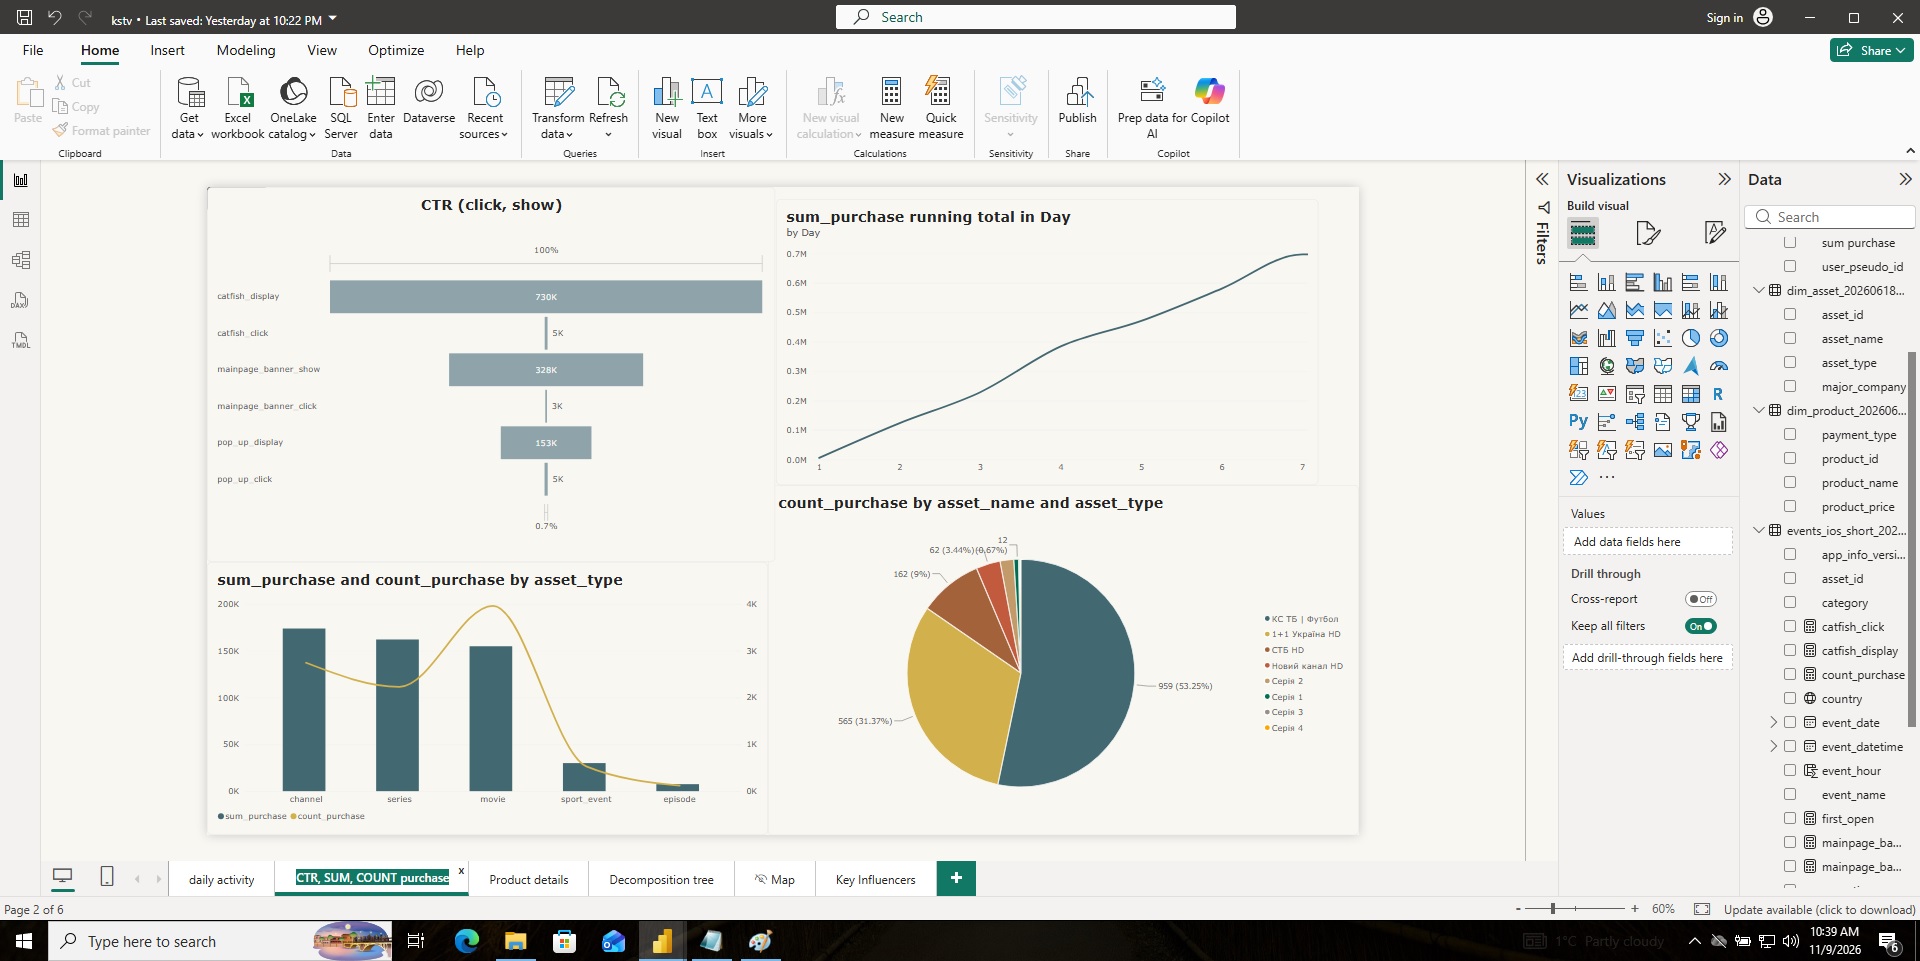 kstv • Last saved: Yesterday at 10:22 PM
Search
Sign in
File
Home
Insert
Modeling
View
Optimize
Help
Share
Paste
Cut
Copy
Format painter
Clipboard
Get data
Excel workbook
OneLake catalog
SQL Server
Enter data
Dataverse
Recent sources
Data
Transform data
Refresh
Queries
New visual
Text box
More visuals
Insert
New visual calculation
New measure
Quick measure
Calculations
Sensitivity
Sensitivity
Publish
Share
Prep data for AI
Copilot
Copilot
DAX
TMDL
CTR (click, show)
100%
catfish_display
730K
catfish_click
5K
mainpage_banner_show
328K
mainpage_banner_click
3K
pop_up_display
153K
pop_up_click
5K
0.7%
sum_purchase running total in Day
by Day
0.7M
0.6M
0.5M
0.4M
0.3M
0.2M
0.1M
0.0M
1 2 3 4 5 6 7
sum_purchase and count_purchase by asset_type
200K
150K
100K
50K
0K
4K
3K
2K
1K
0K
channel series movie sport_event episode
sum_purchase count_purchase
count_purchase by asset_name and asset_type
12
(0.67%)
62 (3.44%)
162 (9%)
565 (31.37%)
959 (53.25%)
КС ТБ | Футбол
1+1 Україна HD
СТБ HD
Новий канал HD
Серія 2
Серія 1
Серія 3
Серія 4
Filters
Visualizations
Build visual
123
R
Py
Values
Add data fields here
Drill through
Cross-report
Off
Keep all filters
On
Add drill-through fields here
Data
Search
sum purchase
user_pseudo_id
dim_asset_20260618...
asset_id
asset_name
asset_type
major_company
dim_product_202606...
payment_type
product_id
product_name
product_price
events_ios_short_202...
app_info_versi...
asset_id
category
catfish_click
catfish_display
count_purchase
country
event_date
event_datetime
event_hour
event_name
first_open
mainpage_ba...
mainpage_ba...
daily activity
CTR, SUM, COUNT purchase
x
Product details
Decomposition tree
Map
Key Influencers
+
Page 2 of 6
- + 60%
Update available (click to download)
Type here to search
1°C Partly cloudy
10:39 AM
11/9/2026
6